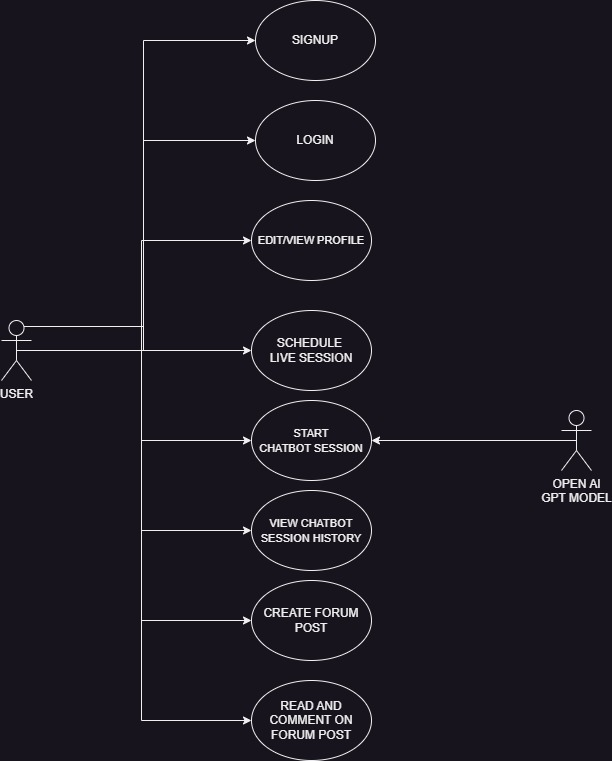 SIGNUP
LOGIN
EDIT/VIEW PROFILE
SCHEDULE
LIVE SESSION
USER
START
CHATBOT SESSION
OPEN AI
GPT MODEL
VIEW CHATBOT
SESSION HISTORY
CREATE FORUM
POST
READ AND
COMMENT ON
FORUM POST